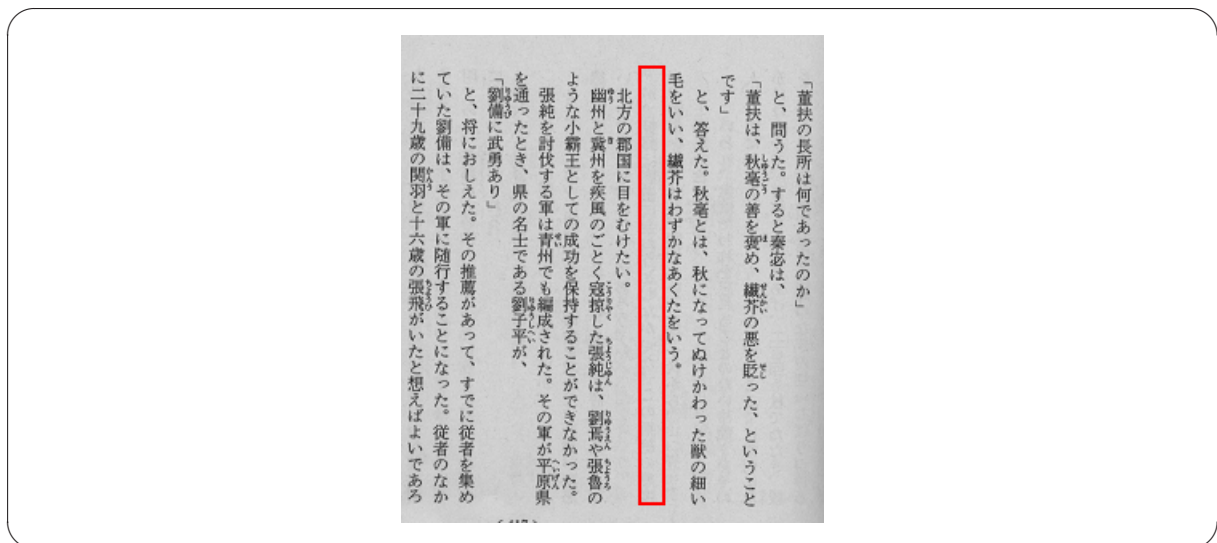 「董扶の長所は何であったのか」
と、問うた。すると秦宓は、
「董扶は、秋毫の善を褒め、繊芥の悪を貶った、ということ
です」
と、答えた。秋毫とは、秋になってぬけかわった獣の細い
毛をいい、繊芥はわずかなあくたをいう。
北方の郡国に目をむけたい。
幽州と冀州を疾風のごとく寇掠した張純は、劉焉や張魯の
ような小霸王としての成功を保持することができなかった。
張純を討伐する軍は青州でも編成された。その軍が平原県
を通ったとき、県の名士である劉子平が、
「劉備に武勇あり」
と、将におしえた。その推薦があって、すでに従者を集め
ていた劉備は、その軍に随行することになった。従者のなか
に二十九歳の関羽と十六歳の張飛がいたと想えばよいであろ